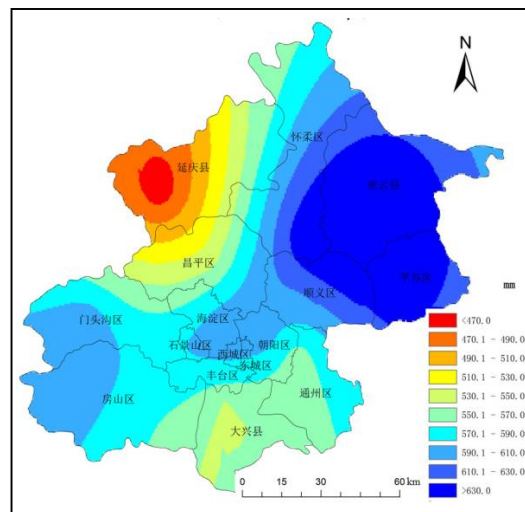 N
怀柔区
延庆县
密云县
昌平区
平谷区
顺义区
海淀区
门头沟区
石景山区
朝阳区
西城区
东城区
丰台区
通州区
房山区
大兴县
mm
<470.0
470.1 - 490.0
490.1 - 510.0
510.1 - 530.0
530.1 - 550.0
550.1 - 570.0
570.1 - 590.0
590.1 - 610.0
610.1 - 630.0
>630.0
0 15 30 60 km